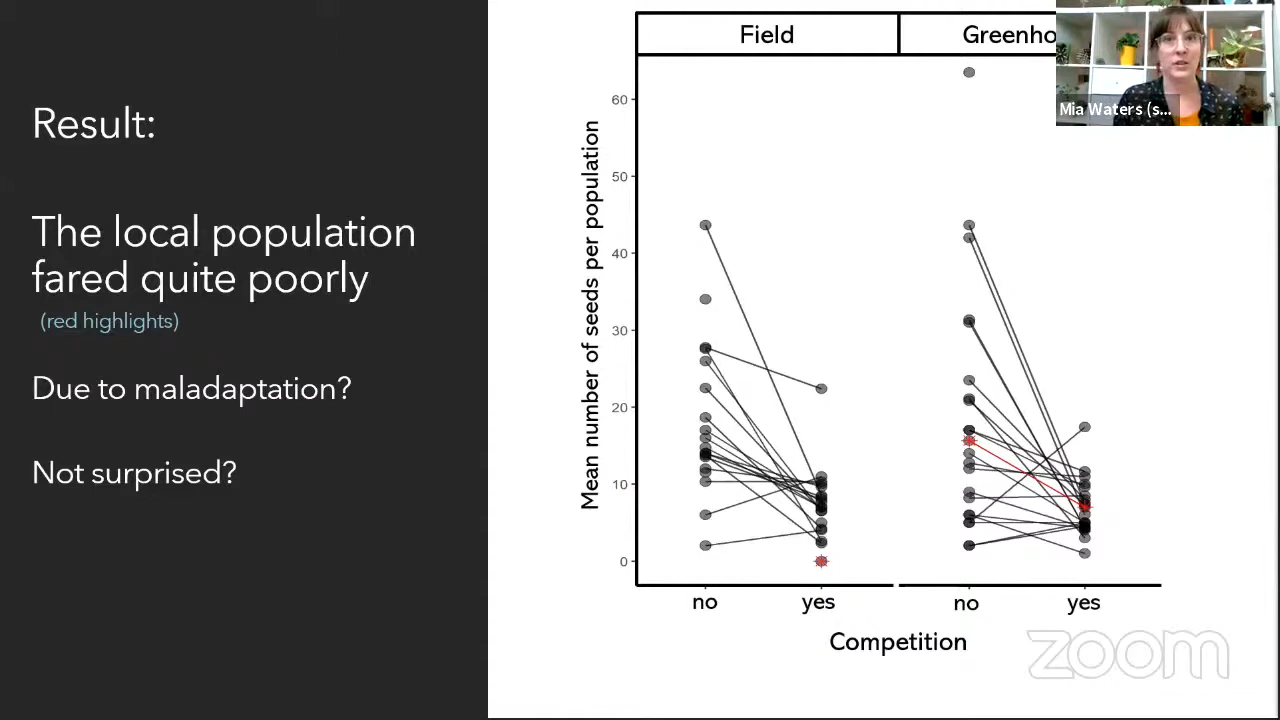 Result:
The local population
fared quite poorly
(red highlights)
Due to maladaptation?
Not surprised?
Field
Greenho
Mean number of seeds per population
60
50
40
30
20
10
0
no
yes
no
yes
Competition
Mia Waters (s...
zoom